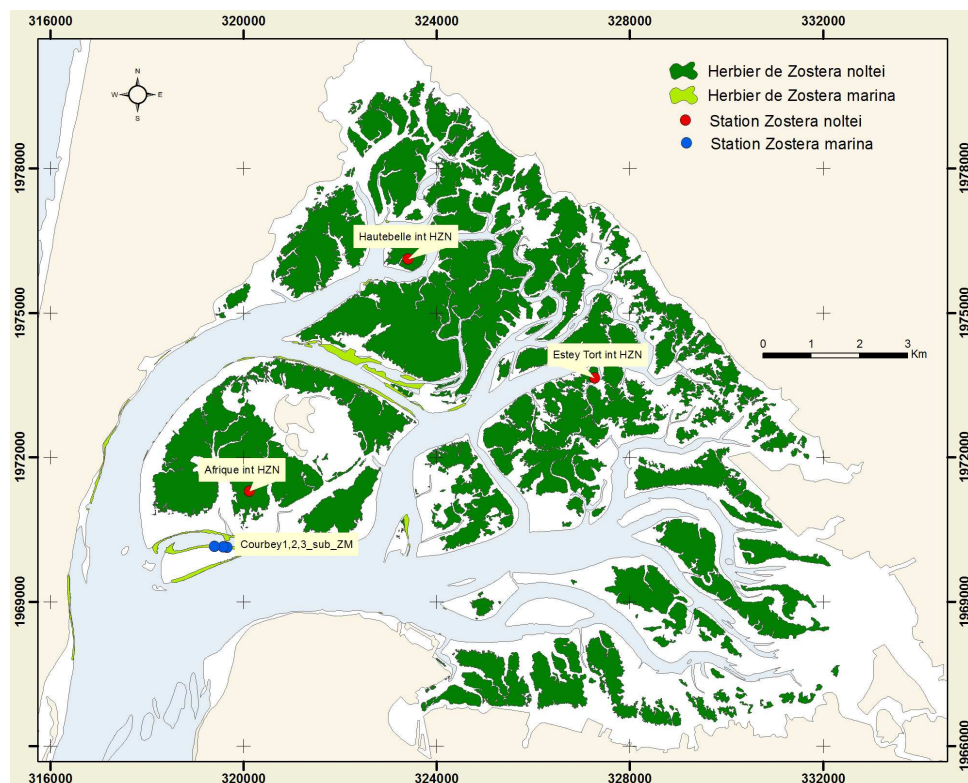 316000 320000 324000 328000 332000
N
W E
S
Herbier de Zostera noltei
Herbier de Zostera marina
Station Zostera noltei
Station Zostera marina
1978000 1978000
Hautebelle int HZN
1975000 1975000
Estey Tort int HZN
0 1 2 3
Km
1972000 1972000
Afrique int HZN
Courbey1,2,3_sub_ZM
1969000 1969000
1966000 1966000
316000 320000 324000 328000 332000